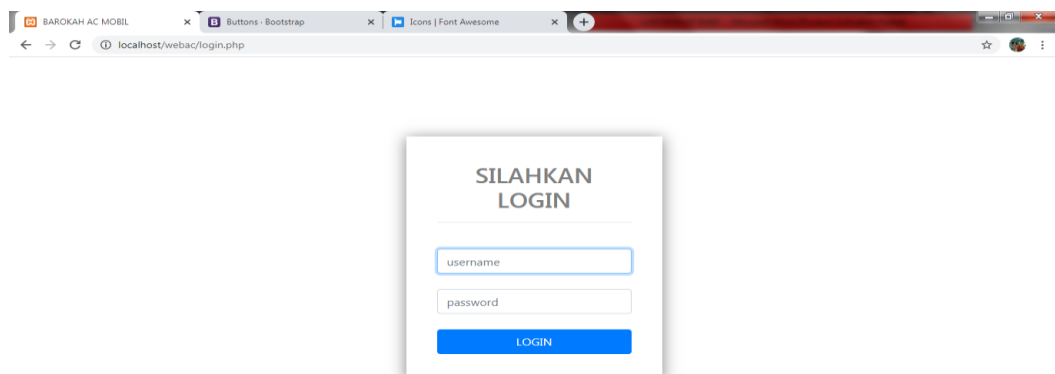 BAROKAH AC MOBIL
Buttons · Bootstrap
Icons | Font Awesome
localhost/webac/login.php
SILAHKAN
LOGIN
username
password
LOGIN